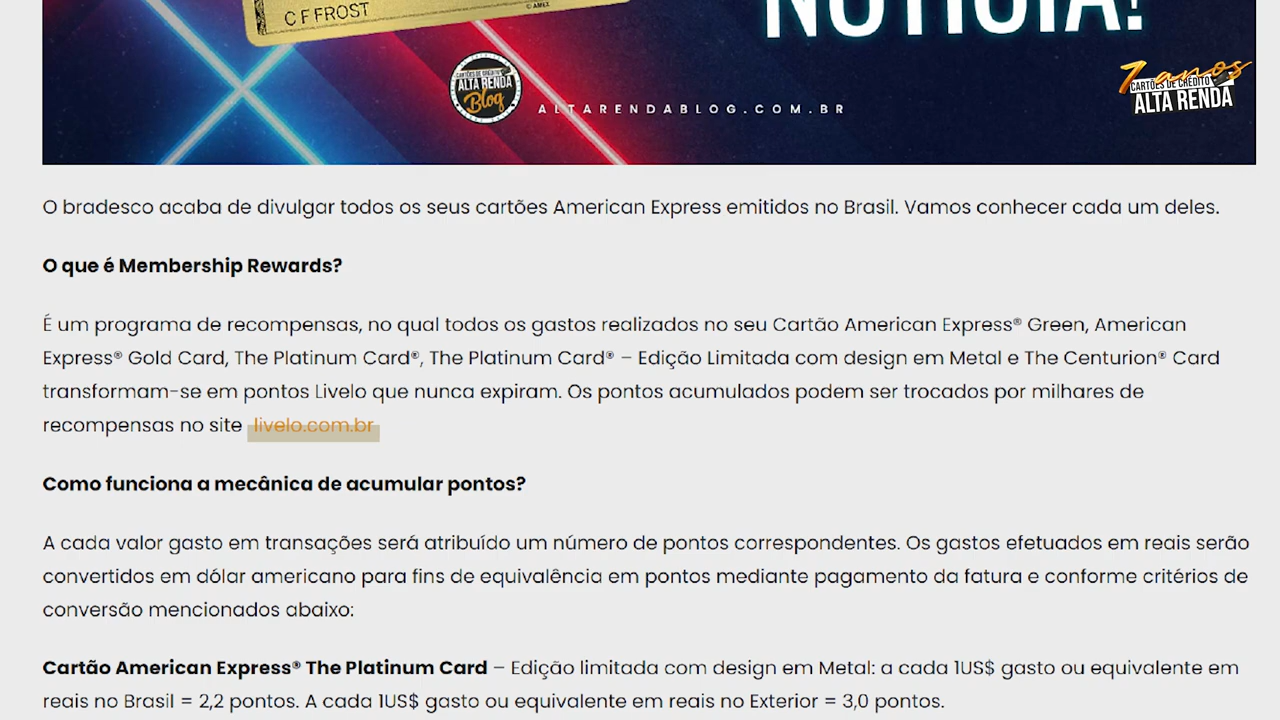 C F FROST
© AMEX
NOTÍCIA!
CARTÕES DE CRÉDITO
ALTA RENDA
Blog
ALTARENDABLOG.COM.BR
7 anos
CARTÕES DE CRÉDITO
ALTA RENDA
O bradesco acaba de divulgar todos os seus cartões American Express emitidos no Brasil. Vamos conhecer cada um deles.
O que é Membership Rewards?
É um programa de recompensas, no qual todos os gastos realizados no seu Cartão American Express® Green, American
Express® Gold Card, The Platinum Card®, The Platinum Card® – Edição Limitada com design em Metal e The Centurion® Card
transformam-se em pontos Livelo que nunca expiram. Os pontos acumulados podem ser trocados por milhares de
recompensas no site livelo.com.br
Como funciona a mecânica de acumular pontos?
A cada valor gasto em transações será atribuído um número de pontos correspondentes. Os gastos efetuados em reais serão
convertidos em dólar americano para fins de equivalência em pontos mediante pagamento da fatura e conforme critérios de
conversão mencionados abaixo:
Cartão American Express® The Platinum Card – Edição limitada com design em Metal: a cada 1US$ gasto ou equivalente em
reais no Brasil = 2,2 pontos. A cada 1US$ gasto ou equivalente em reais no Exterior = 3,0 pontos.